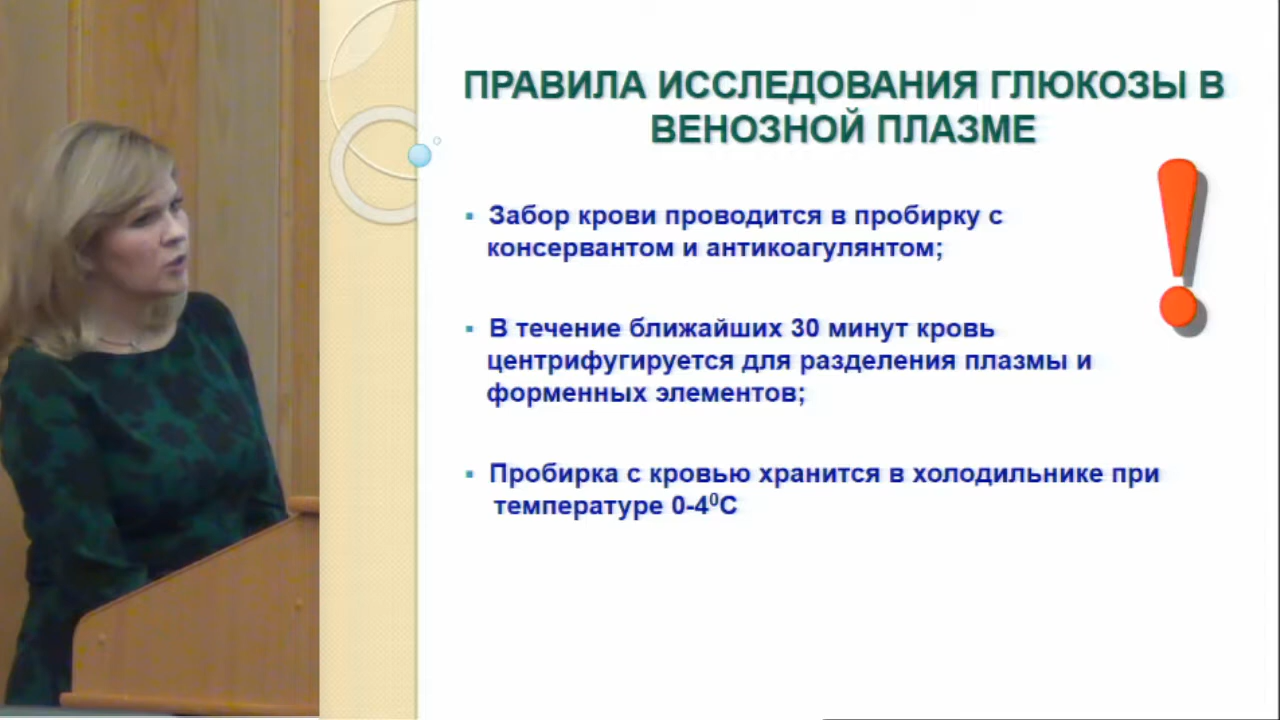 ПРАВИЛА ИССЛЕДОВАНИЯ ГЛЮКОЗЫ В
ВЕНОЗНОЙ ПЛАЗМЕ
▪ Забор крови проводится в пробирку с
консервантом и антикоагулянтом;
▪ В течение ближайших 30 минут кровь
центрифугируется для разделения плазмы и
форменных элементов;
▪ Пробирка с кровью хранится в холодильнике при
температуре 0-4⁰С